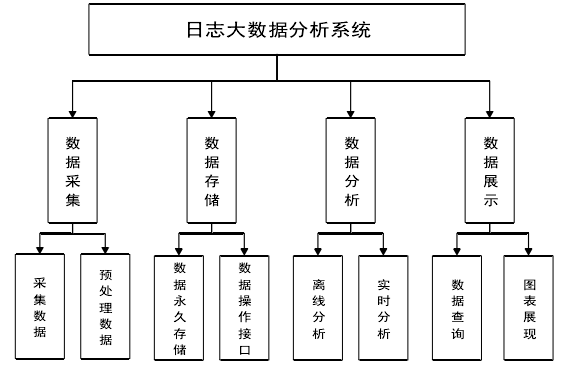 日志大数据分析系统
数据采集
数据存储
数据分析
数据展示
采集数据
预处理数据
数据永久存储
数据操作接口
离线分析
实时分析
数据查询
图表展现